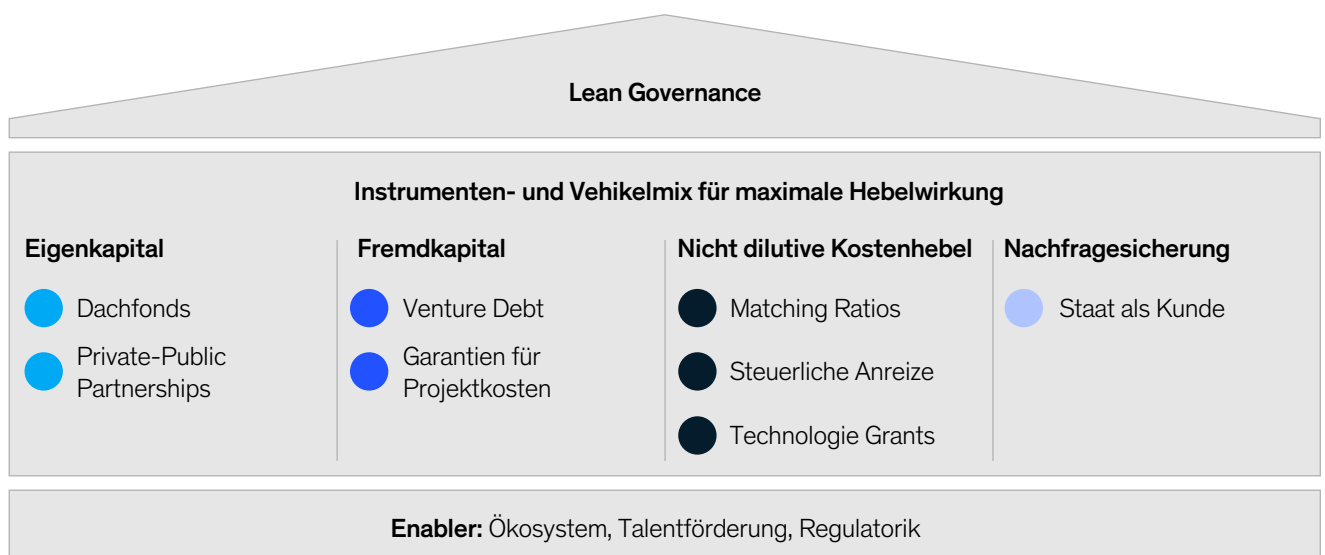 Lean Governance
Instrumenten- und Vehikelmix für maximale Hebelwirkung
Eigenkapital
Dachfonds
Private-Public
Partnerships
Fremdkapital
Venture Debt
Garantien für
Projektkosten
Nicht dilutive Kostenhebel
Matching Ratios
Steuerliche Anreize
Technologie Grants
Nachfragesicherung
Staat als Kunde
Enabler: Ökosystem, Talentförderung, Regulatorik